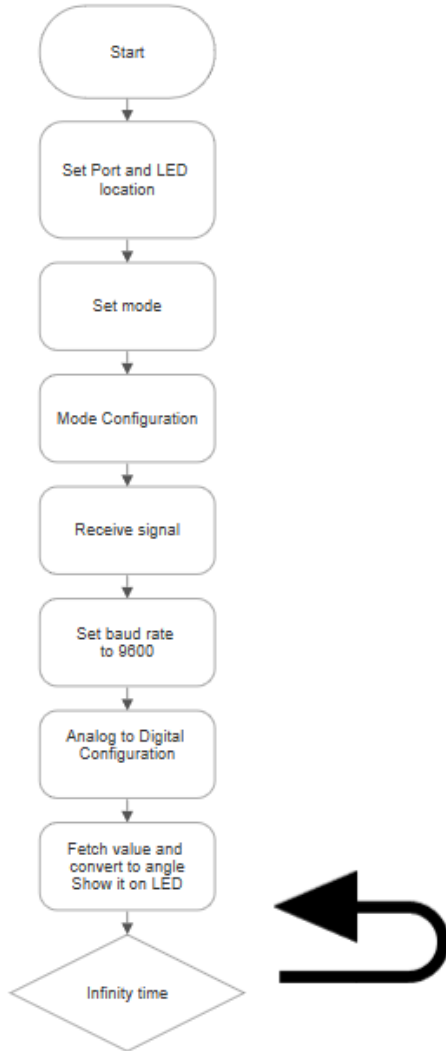 Start
Set Port and LED
location
Set mode
Mode Configuration
Receive signal
Set baud rate
to 9600
Analog to Digital
Configuration
Fetch value and
convert to angle
Show it on LED
Infinity time